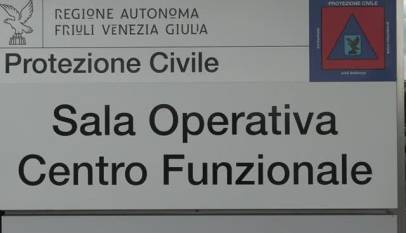 REGIONE AUTONOMA
FRIULI VENEZIA GIULIA
Protezione Civile
PROTEZIONE CIVILE
Sala Operativa
Centro Funzionale